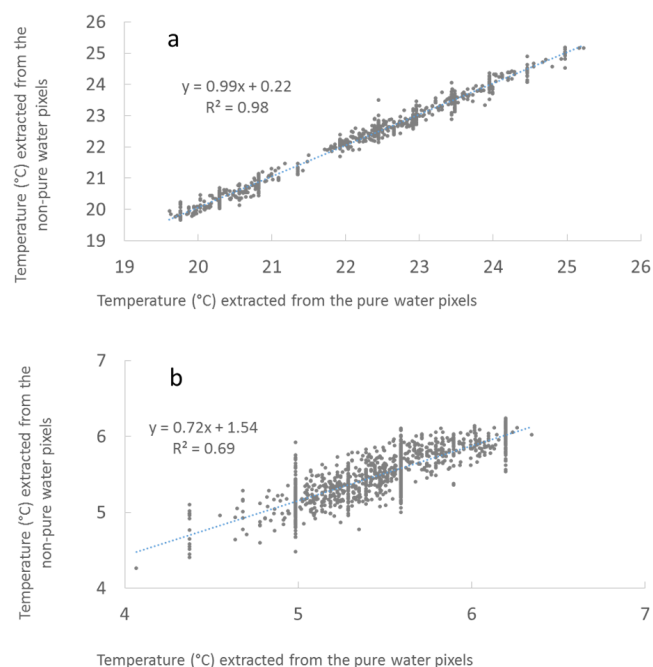 a
y = 0.99x + 0.22
R² = 0.98
Temperature (°C) extracted from the
non-pure water pixels
26
25
24
23
22
21
20
19
19 20 21 22 23 24 25 26
Temperature (°C) extracted from the pure water pixels
b
y = 0.72x + 1.54
R² = 0.69
Temperature (°C) extracted from the
non-pure water pixels
7
6
5
4
4 5 6 7
Temperature (°C) extracted from the pure water pixels